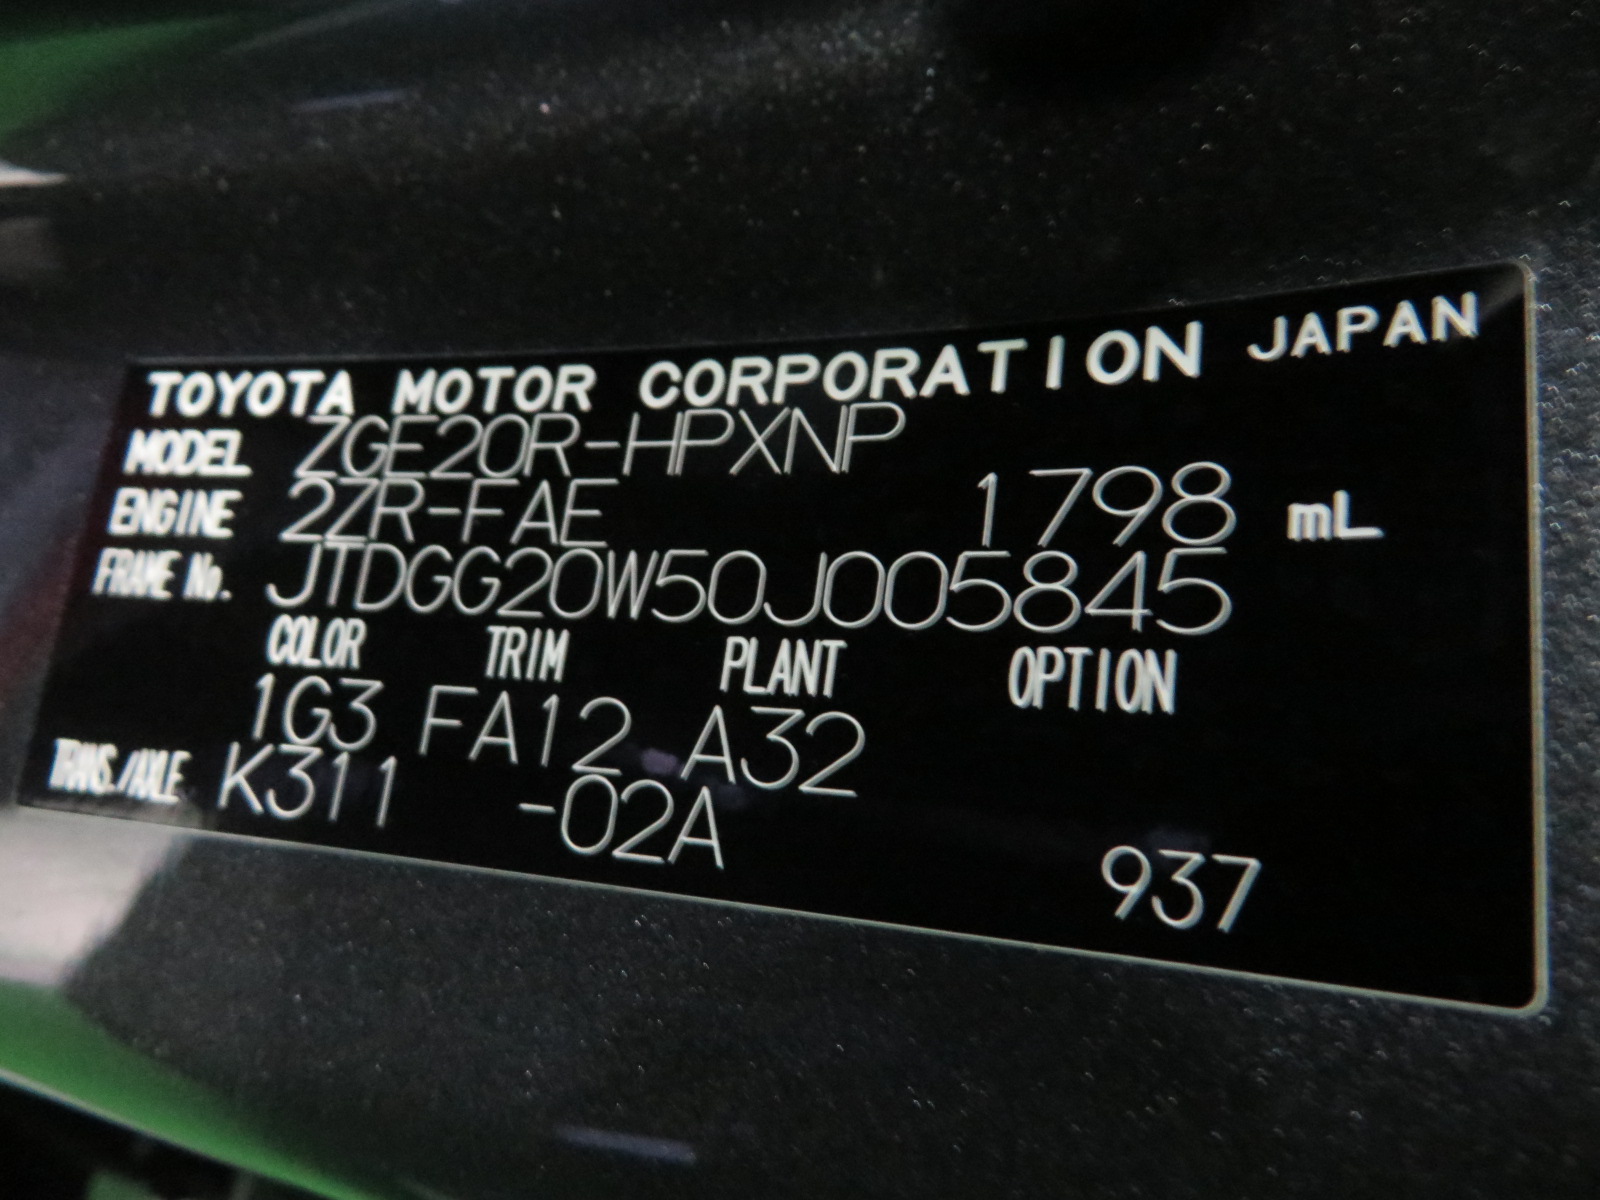 TOYOTA MOTOR CORPORATION JAPAN
MODEL ZGE20R-HPXNP
ENGINE 2ZR-FAE 1798 mL
FRAME No. JTDGG20W50J005845
COLOR TRIM PLANT OPTION
1G3 FA12 A32
TRANS./AXLE K311 -02A
937